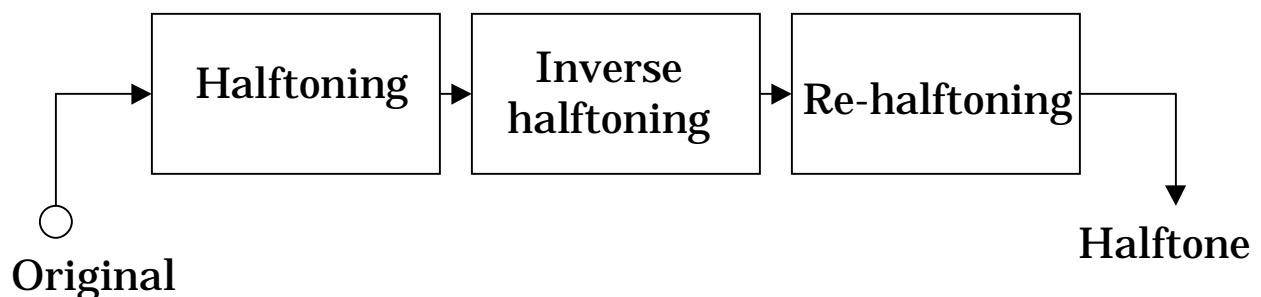 Original
Halftoning
Inverse
halftoning
Re-halftoning
Halftone